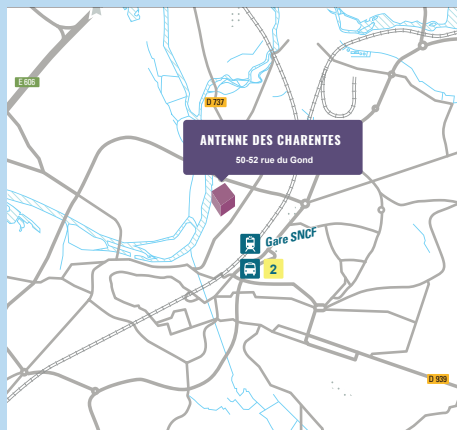 E 606
D 737
ANTENNE DES CHARENTES
50-52 rue du Gond
Gare SNCF
2
D 939